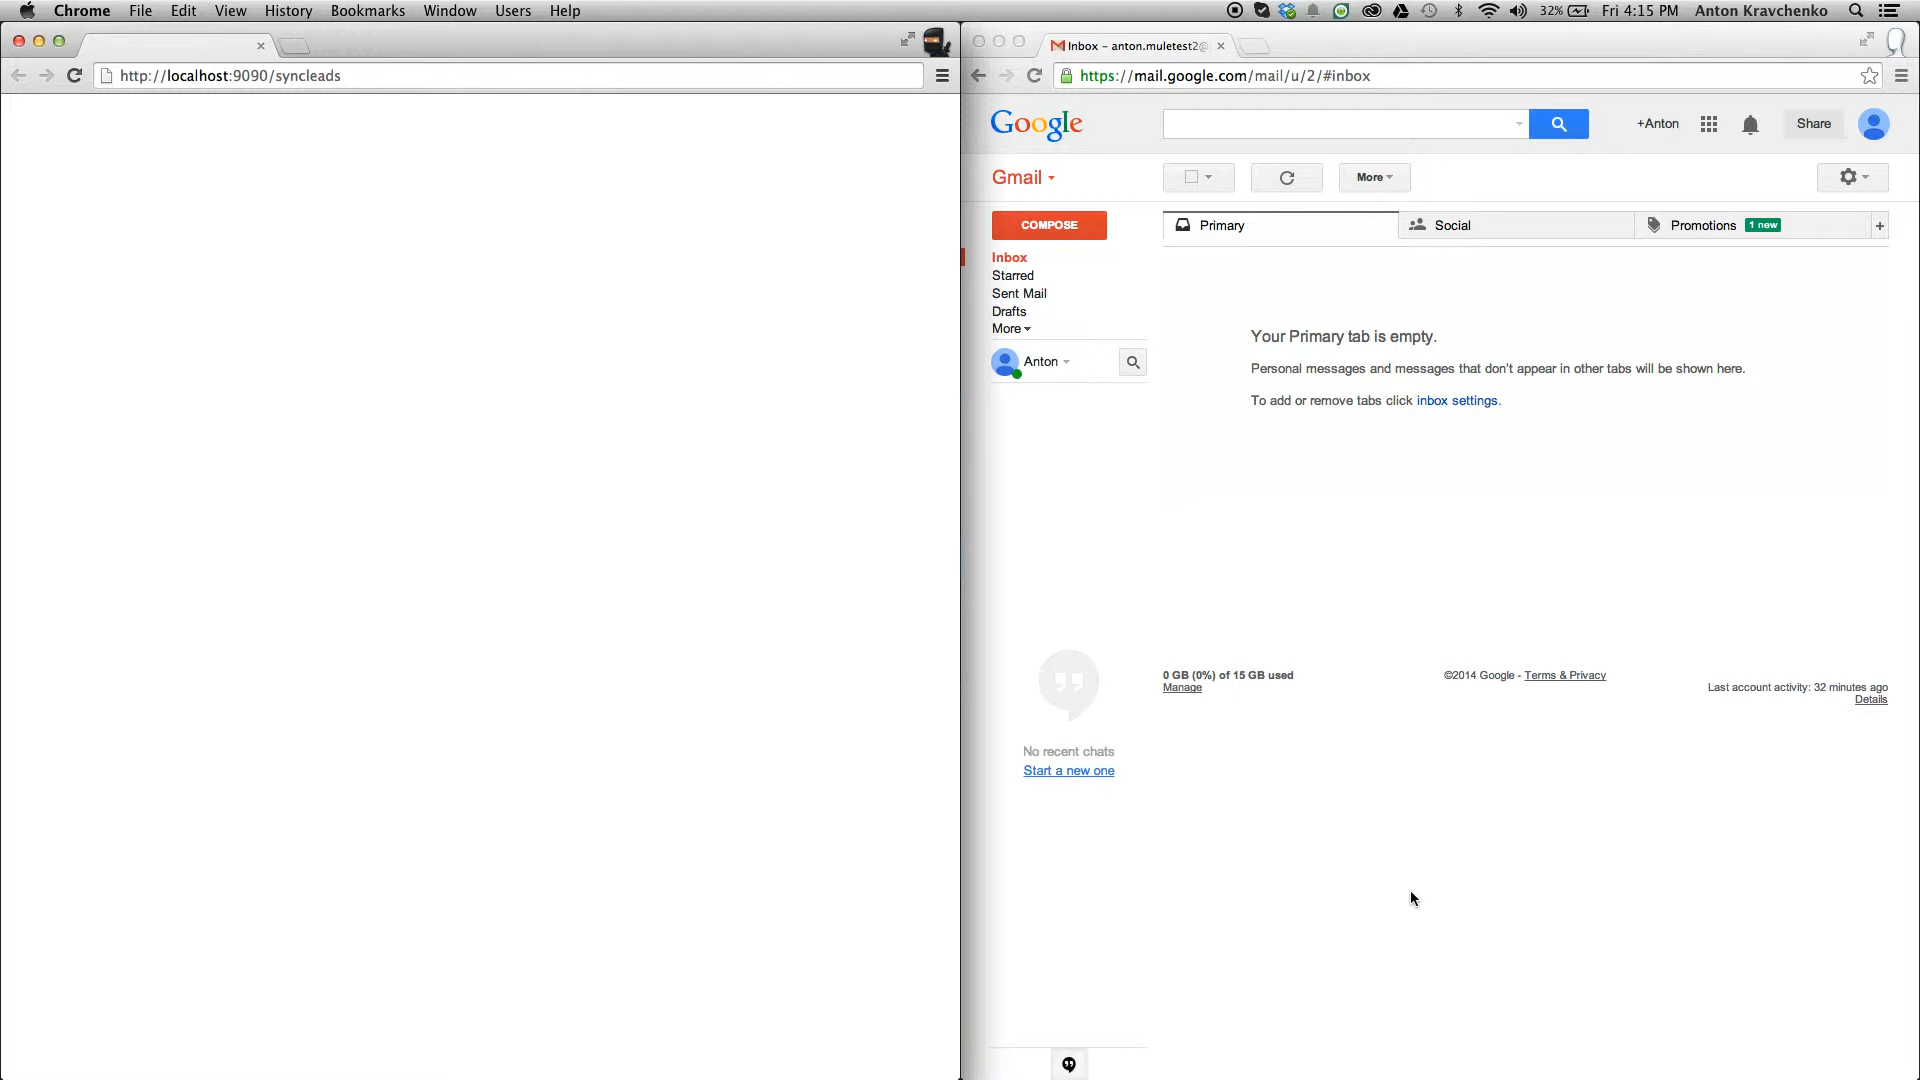 Chrome File Edit View History Bookmarks Window Users Help
32% Fri 4:15 PM Anton Kravchenko
http://localhost:9090/syncleads
Inbox – anton.muletest2@
https://mail.google.com/mail/u/2/#inbox
Google
+Anton
Share
Gmail
More
COMPOSE
Primary
Social
Promotions
1 new
+
Inbox
Starred
Sent Mail
Drafts
More
Anton
Your Primary tab is empty.
Personal messages and messages that don't appear in other tabs will be shown here.
To add or remove tabs click inbox settings.
0 GB (0%) of 15 GB used
Manage
©2014 Google - Terms & Privacy
Last account activity: 32 minutes ago
Details
No recent chats
Start a new one